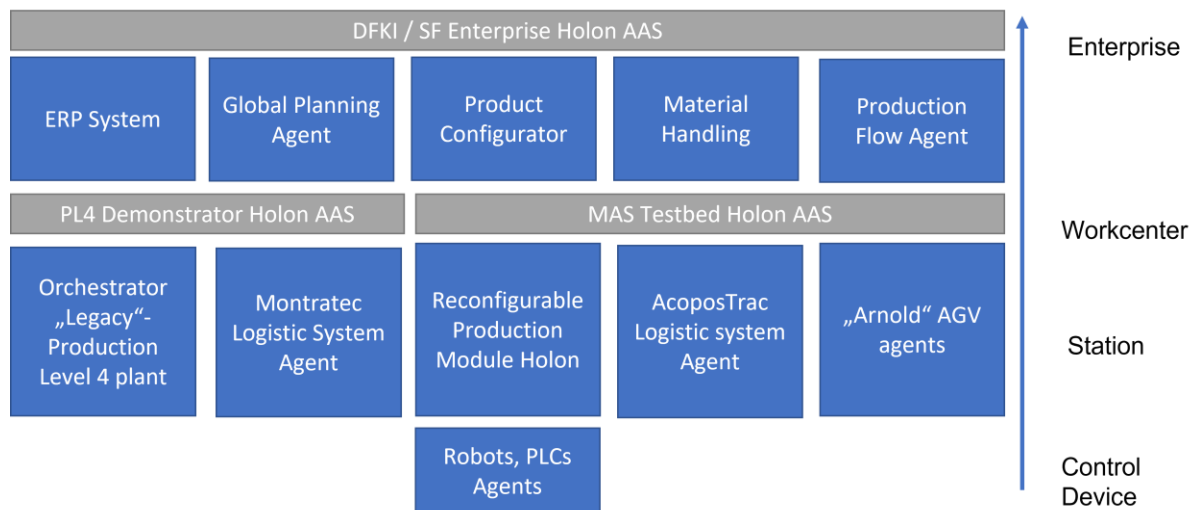 DFKI / SF Enterprise Holon AAS
Enterprise
ERP System
Global Planning
Agent
Product
Configurator
Material
Handling
Production
Flow Agent
PL4 Demonstrator Holon AAS
MAS Testbed Holon AAS
Workcenter
Orchestrator
„Legacy“-
Production
Level 4 plant
Montratec
Logistic System
Agent
Reconfigurable
Production
Module Holon
AcoposTrac
Logistic system
Agent
„Arnold“ AGV
agents
Station
Robots, PLCs
Agents
Control
Device